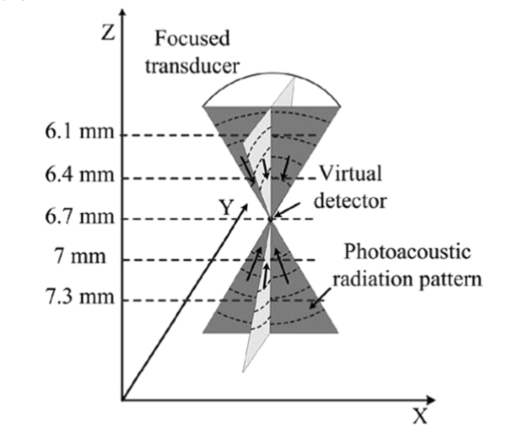 Z
Focused
transducer
6.1 mm
6.4 mm
Virtual
detector
Y
6.7 mm
7 mm
Photoacoustic
radiation pattern
7.3 mm
X